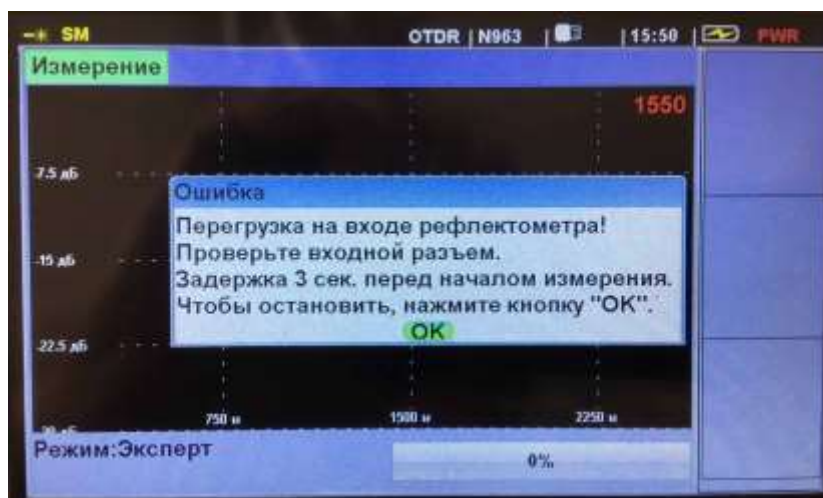 SM OTDR | N963 | | 15:50 | PWR
Измерение
1550
7.5 дБ
Ошибка
Перегрузка на входе рефлектометра!
Проверьте входной разъем.
-15 дБ
Задержка 3 сек. перед началом измерения.
Чтобы остановить, нажмите кнопку "OK".
OK
-22.5 дБ
750 м 1500 м 2250 м
Режим:Эксперт
0%